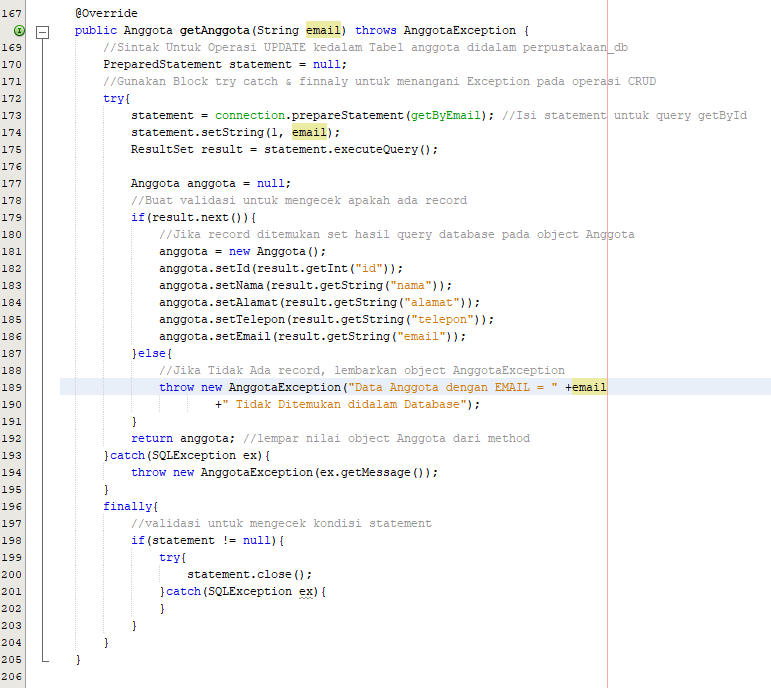 167 @Override
public Anggota getAnggota(String email) throws AnggotaException {
169 //Sintak Untuk Operasi UPDATE kedalam Tabel anggota didalam perpustakaan_db
170 PreparedStatement statement = null;
171 //Gunakan Block try catch & finnaly untuk menangani Exception pada operasi CRUD
172 try{
173 statement = connection.prepareStatement(getByEmail); //Isi statement untuk query getById
174 statement.setString(1, email);
175 ResultSet result = statement.executeQuery();
176
177 Anggota anggota = null;
178 //Buat validasi untuk mengecek apakah ada record
179 if(result.next()){
180 //Jika record ditemukan set hasil query database pada object Anggota
181 anggota = new Anggota();
182 anggota.setId(result.getInt("id"));
183 anggota.setNama(result.getString("nama"));
184 anggota.setAlamat(result.getString("alamat"));
185 anggota.setTelepon(result.getString("telepon"));
186 anggota.setEmail(result.getString("email"));
187 }else{
188 //Jika Tidak Ada record, lembarkan object AnggotaException
189 throw new AnggotaException("Data Anggota dengan EMAIL = " +email
190 +" Tidak Ditemukan didalam Database");
191 }
192 return anggota; //lempar nilai object Anggota dari method
193 }catch(SQLException ex){
194 throw new AnggotaException(ex.getMessage());
195 }
196 finally{
197 //validasi untuk mengecek kondisi statement
198 if(statement != null){
199 try{
200 statement.close();
201 }catch(SQLException ex){
202 }
203 }
204 }
205 }
206